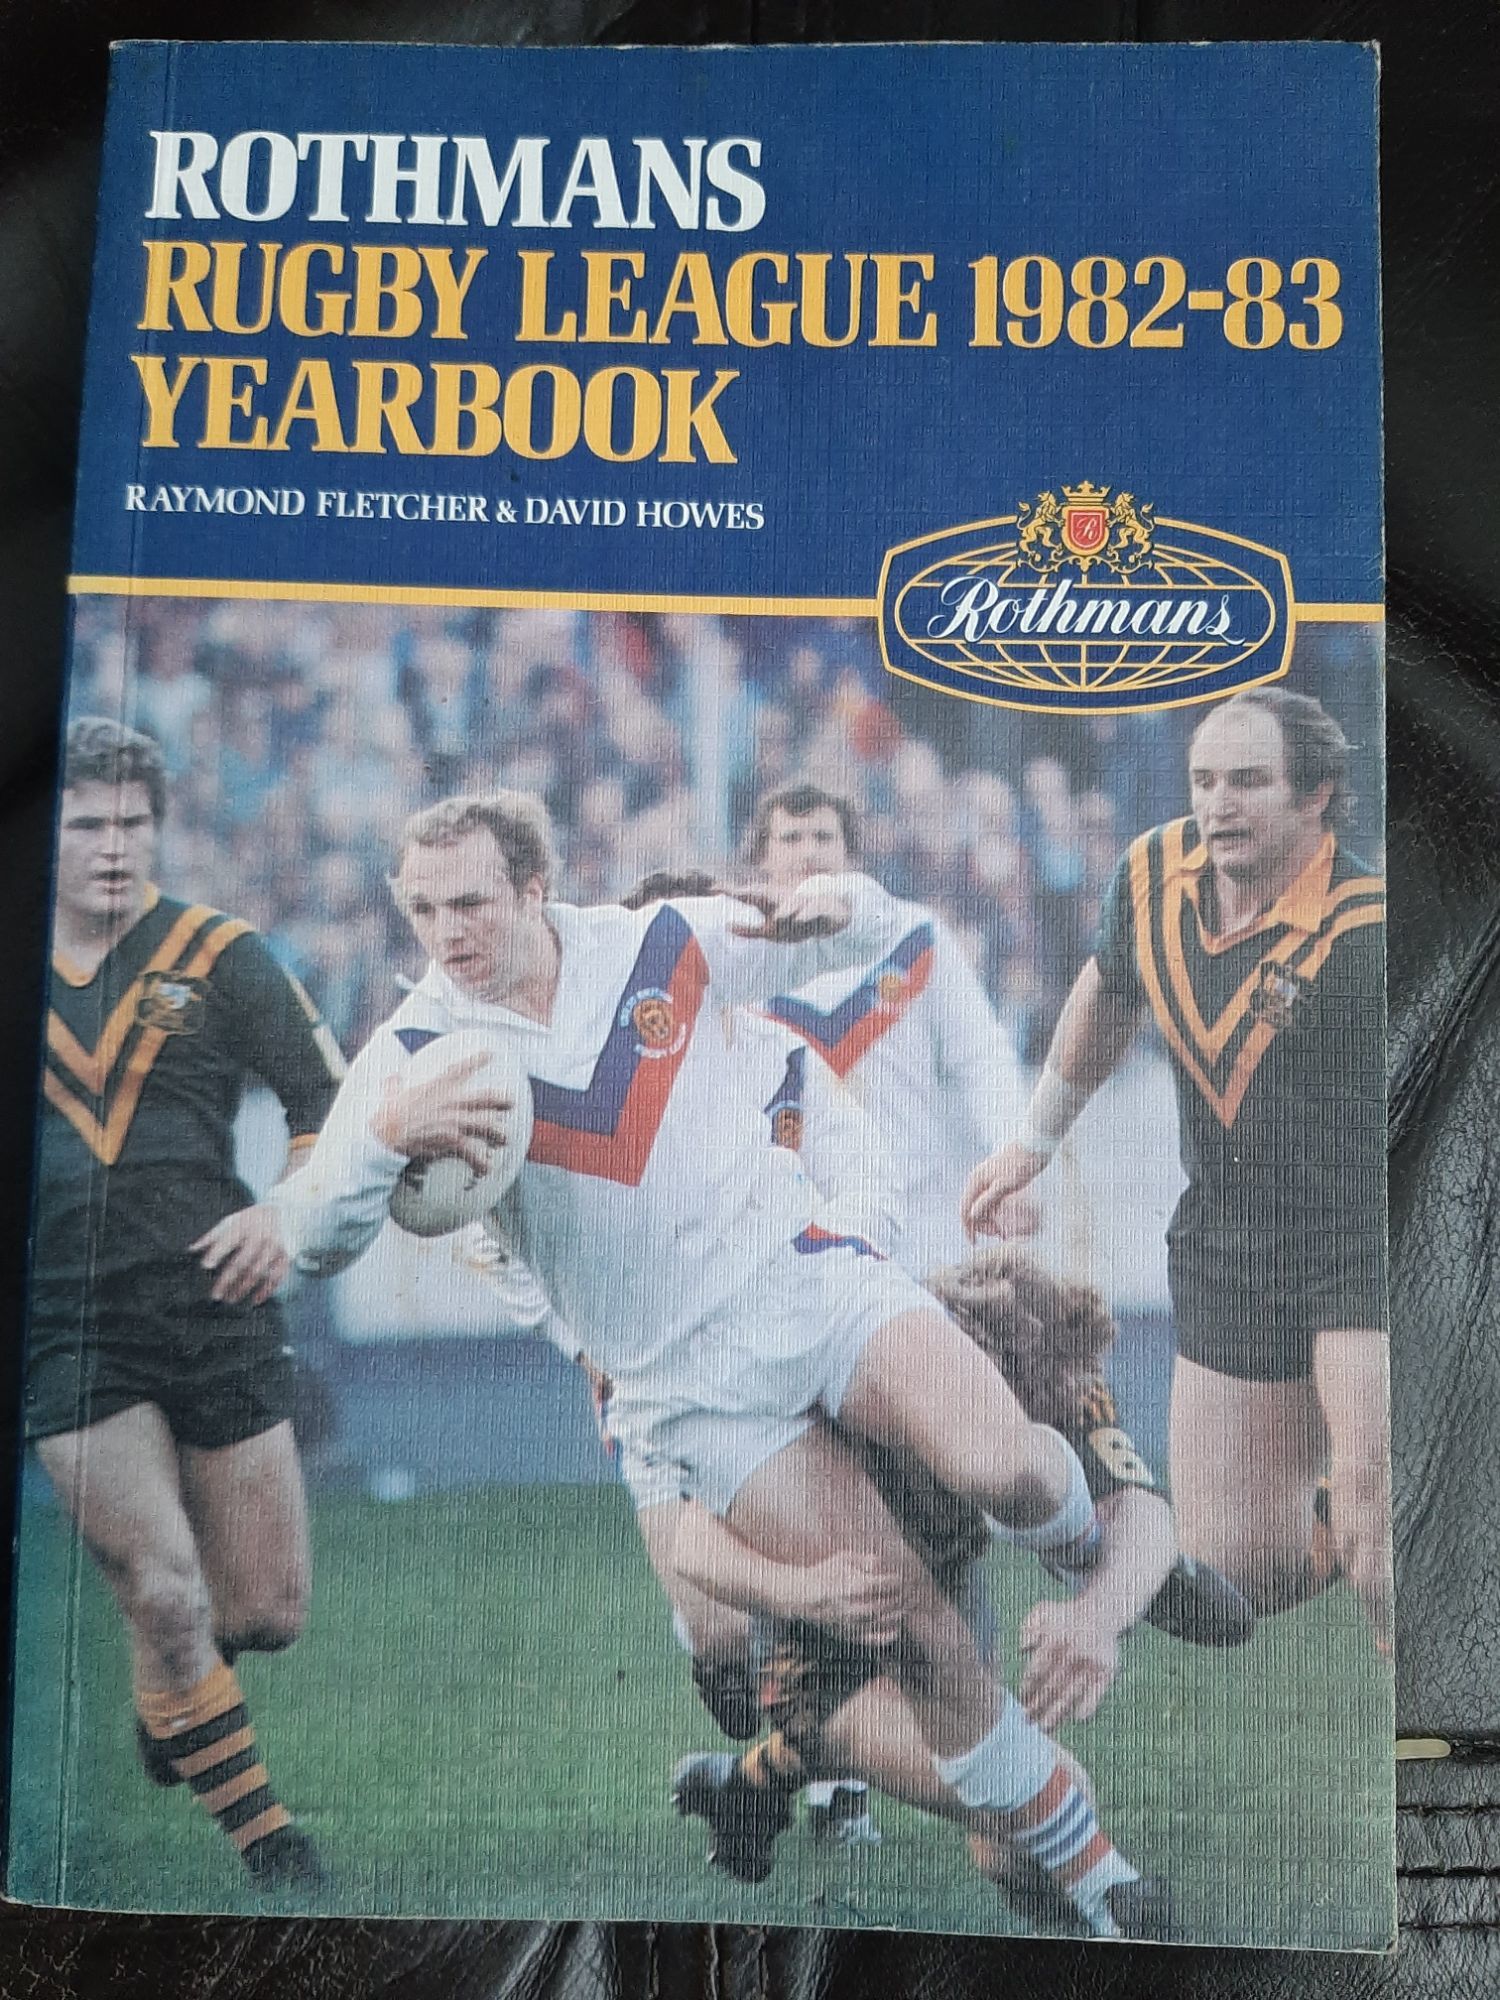 ROTHMANS
RUGBY LEAGUE 1982-83
YEARBOOK
RAYMOND FLETCHER & DAVID HOWES
R
Rothmans